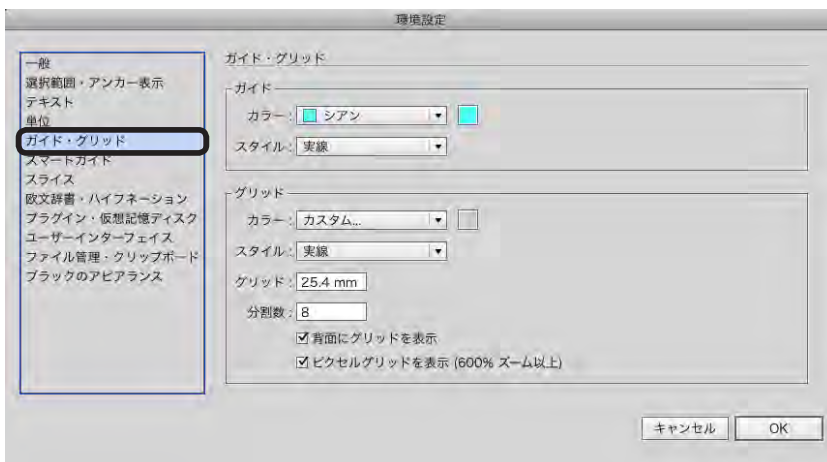 環境設定
一般
選択範囲・アンカー表示
テキスト
単位
ガイド・グリッド
スマートガイド
スライス
欧文辞書・ハイフネーション
プラグイン・仮想記憶ディスク
ユーザーインターフェイス
ファイル管理・クリップボード
ブラックのアピアランス
ガイド・グリッド
ガイド
カラー: シアン
スタイル: 実線
グリッド
カラー: カスタム...
スタイル: 実線
グリッド: 25.4 mm
分割数: 8
背面にグリッドを表示
ピクセルグリッドを表示 (600% ズーム以上)
キャンセル OK